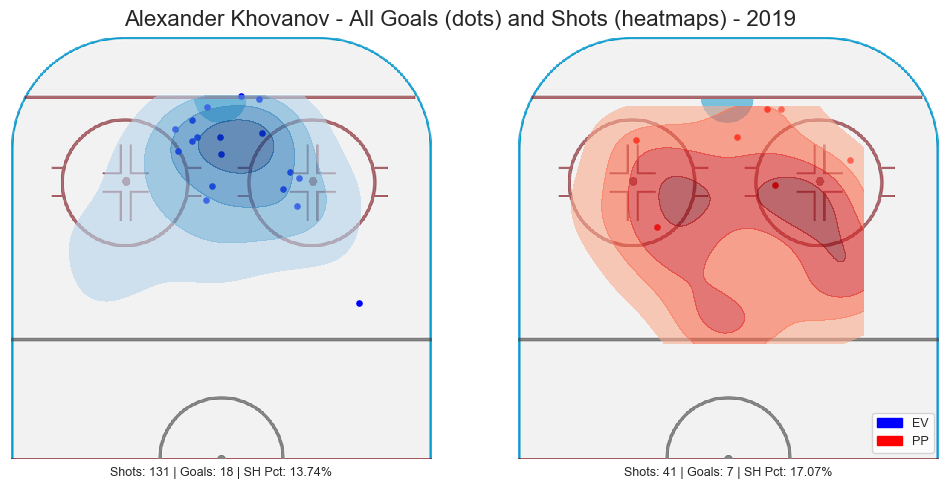 Alexander Khovanov - All Goals (dots) and Shots (heatmaps) - 2019
EV
PP
Shots: 131 | Goals: 18 | SH Pct: 13.74%
Shots: 41 | Goals: 7 | SH Pct: 17.07%